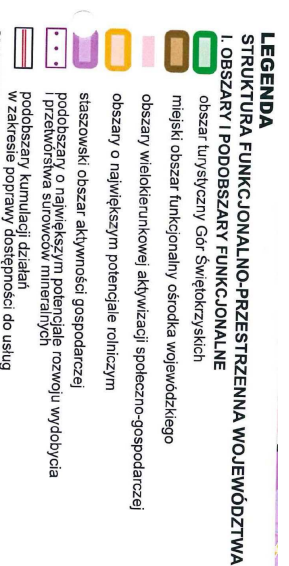 LEGENDA
STRUKTURA FUNKCJONALNO-PRZESTRZENNA WOJEWÓDZTWA
I. OBSZARY I PODOBSZARY FUNKCJONALNE
obszar turystyczny Gór Świętokrzyskich
miejski obszar funkcjonalny ośrodka wojewódzkiego
obszary wielokierunkowej aktywizacji społeczno-gospodarczej
obszary o największym potencjale rolniczym
staszowski obszar aktywności gospodarczej
podobszary o największym potencjale rozwoju wydobycia
i przetwórstwa surowców mineralnych
podobszary kumulacji działań
w zakresie poprawy dostępności do usług